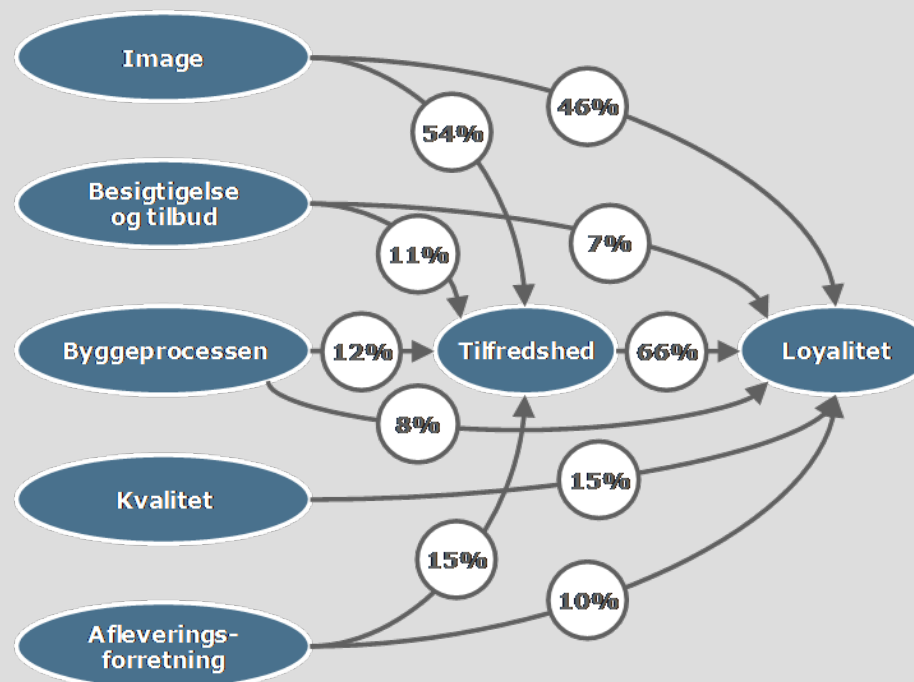 Image
46%
54%
Besigtigelse
og tilbud
7%
11%
Byggeprocessen
12%
Tilfredshed
66%
Loyalitet
8%
Kvalitet
15%
15%
10%
Afleverings-
forretning